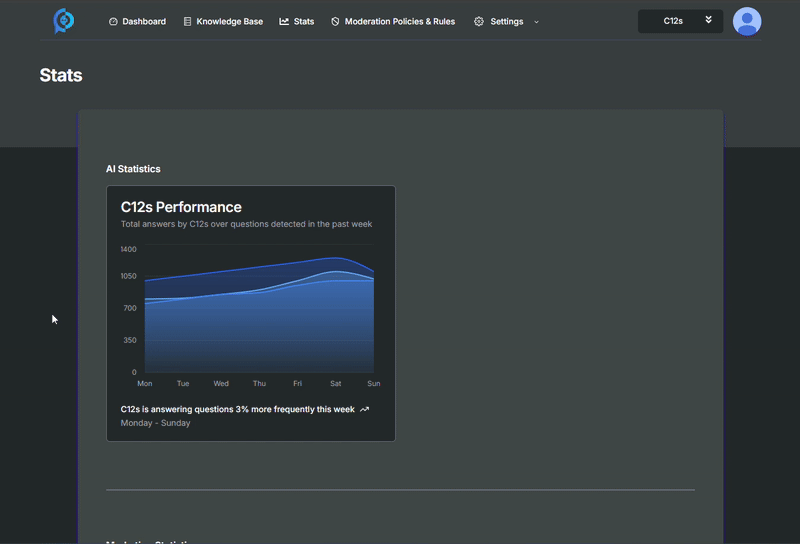 Dashboard
Knowledge Base
Stats
Moderation Policies & Rules
Settings
C12s
Stats
AI Statistics
C12s Performance
Total answers by C12s over questions detected in the past week
1400
1050
700
350
0
Mon Tue Wed Thu Fri Sat Sun
C12s is answering questions 3% more frequently this week
Monday - Sunday